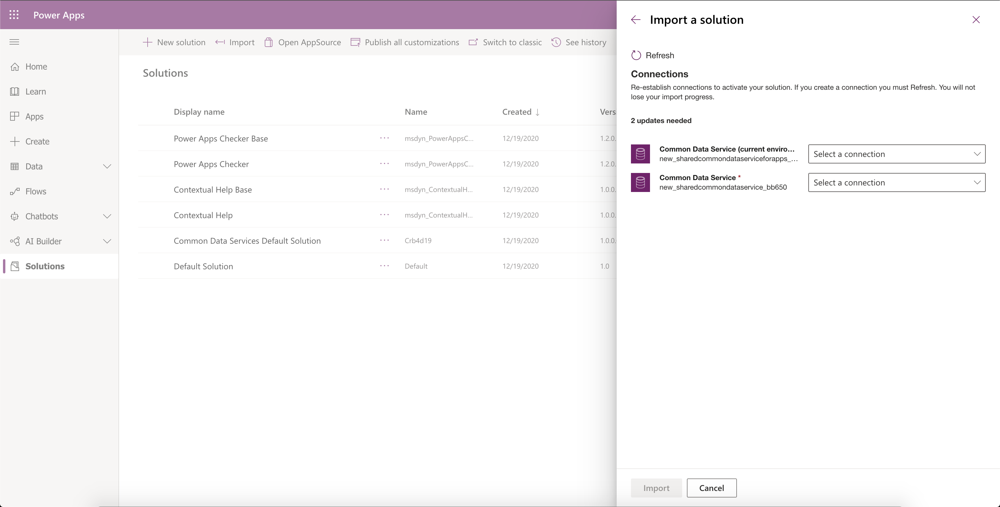 Power Apps
Import a solution
New solution
Import
Open AppSource
Publish all customizations
Switch to classic
See history
Home
Learn
Apps
Create
Data
Flows
Chatbots
AI Builder
Solutions
Solutions
Display name Name Created ↓ Vers
Power Apps Checker Base ... msdyn_PowerAppsC... 12/19/2020 1.2.0.
Power Apps Checker ... msdyn_PowerAppsC... 12/19/2020 1.2.0.
Contextual Help Base ... msdyn_ContextualH... 12/19/2020 1.0.0.
Contextual Help ... msdyn_ContextualH... 12/19/2020 1.0.0.
Common Data Services Default Solution ... Crb4d19 12/19/2020 1.0.0.
Default Solution ... Default 12/19/2020 1.0
Refresh
Connections
Re-establish connections to activate your solution. If you create a connection you must Refresh. You will not
lose your import progress.
2 updates needed
Common Data Service (current enviro...
new_sharedcommondataserviceforapps_...
Select a connection
Common Data Service *
new_sharedcommondataservice_bb650
Select a connection
Import
Cancel